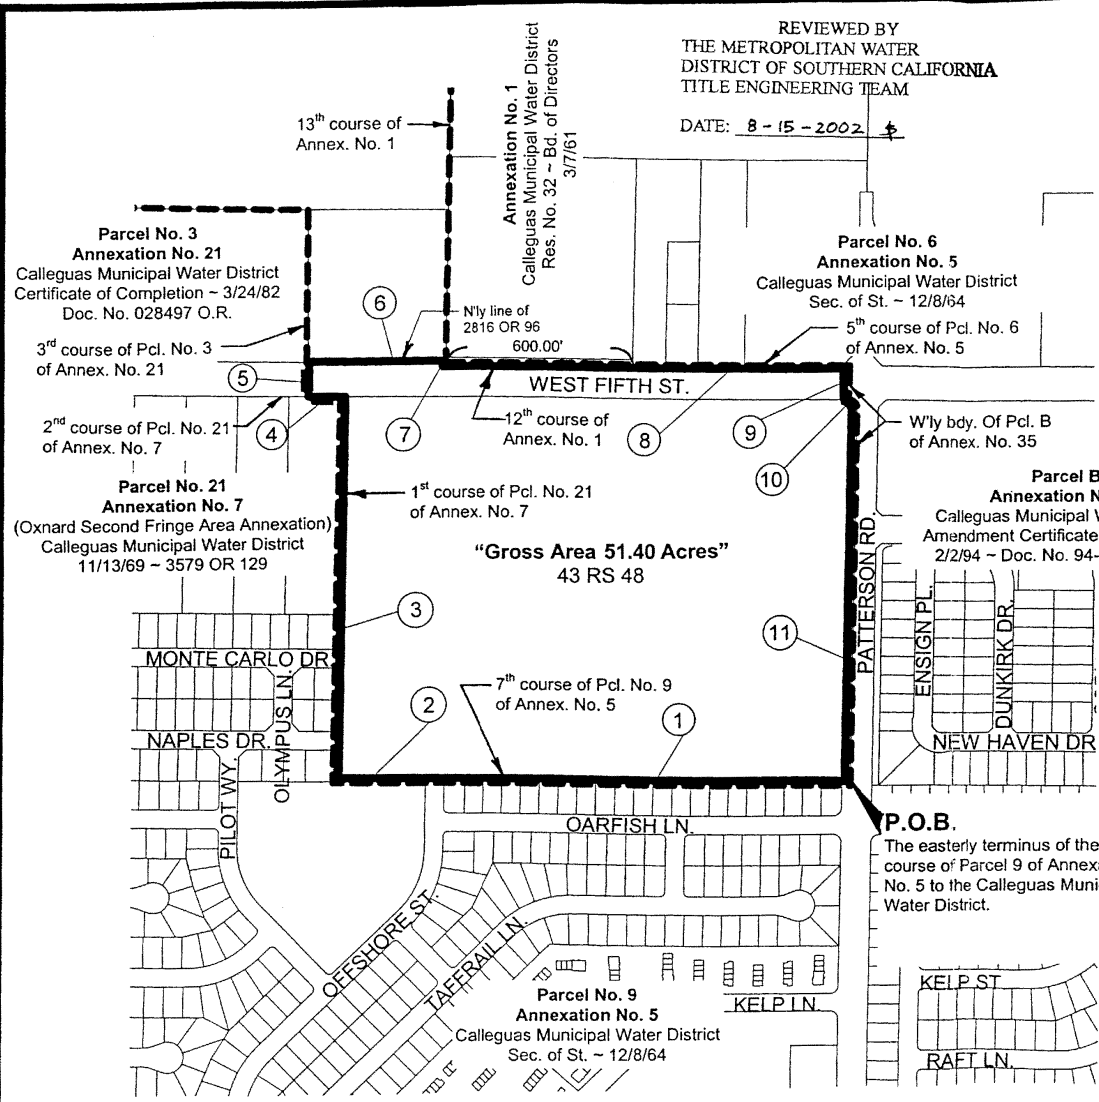 REVIEWED BY
THE METROPOLITAN WATER
DISTRICT OF SOUTHERN CALIFORNIA
TITLE ENGINEERING TEAM
DATE: 8-15-2002
13th course of
Annex. No. 1
Annexation No. 1
Calleguas Municipal Water District
Res. No. 32 ~ Bd. of Directors
3/7/61
Parcel No. 3
Annexation No. 21
Calleguas Municipal Water District
Certificate of Completion ~ 3/24/82
Doc. No. 028497 O.R.
3rd course of Pcl. No. 3
of Annex. No. 21
6
N'ly line of
2816 OR 96
600.00'
Parcel No. 6
Annexation No. 5
Calleguas Municipal Water District
Sec. of St. ~ 12/8/64
5th course of Pcl. No. 6
of Annex. No. 5
5
WEST FIFTH ST.
2nd course of Pcl. No. 21
of Annex. No. 7
4
7
12th course of
Annex. No. 1
8
9
10
W'ly bdy. Of Pcl. B
of Annex. No. 35
Parcel No. 21
Annexation No. 7
(Oxnard Second Fringe Area Annexation)
Calleguas Municipal Water District
11/13/69 ~ 3579 OR 129
1st course of Pcl. No. 21
of Annex. No. 7
Parcel B
Annexation N
Calleguas Municipal
Amendment Certificate
2/2/94 ~ Doc. No. 94-
"Gross Area 51.40 Acres"
43 RS 48
3
11
PATTERSON RD.
ENSIGN PL.
DUNKIRK DR.
MONTE CARLO DR.
OLYMPUS LN.
7th course of Pcl. No. 9
of Annex. No. 5
2
1
NAPLES DR.
NEW HAVEN DR
PILOT WY.
OARFISH LN.
P.O.B.
The easterly terminus of the
course of Parcel 9 of Annex
No. 5 to the Calleguas Muni
Water District.
OFFSHORE ST.
TAFFRAIL LN.
Parcel No. 9
Annexation No. 5
Calleguas Municipal Water District
Sec. of St. ~ 12/8/64
KELP LN.
KELP ST
RAFT LN.